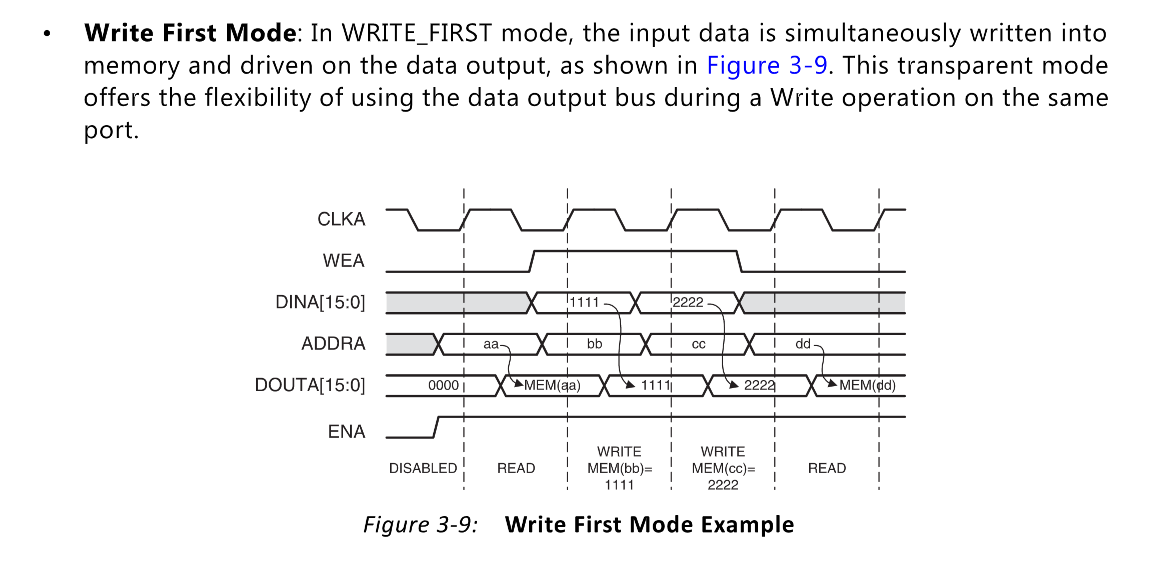 • Write First Mode: In WRITE_FIRST mode, the input data is simultaneously written into
memory and driven on the data output, as shown in Figure 3-9. This transparent mode
offers the flexibility of using the data output bus during a Write operation on the same
port.
CLKA
WEA
DINA[15:0] 1111 2222
ADDRA aa bb cc dd
DOUTA[15:0] 0000 MEM(aa) 1111 2222 MEM(dd)
ENA
DISABLED READ WRITE MEM(bb)= 1111 WRITE MEM(cc)= 2222 READ
Figure 3-9: Write First Mode Example